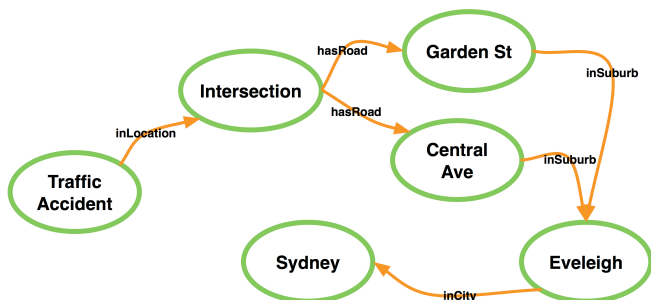 Garden St
hasRoad
inSuburb
Intersection
hasRoad
inLocation
Central
Ave
inSuburb
Traffic
Accident
Sydney
Eveleigh
inCity